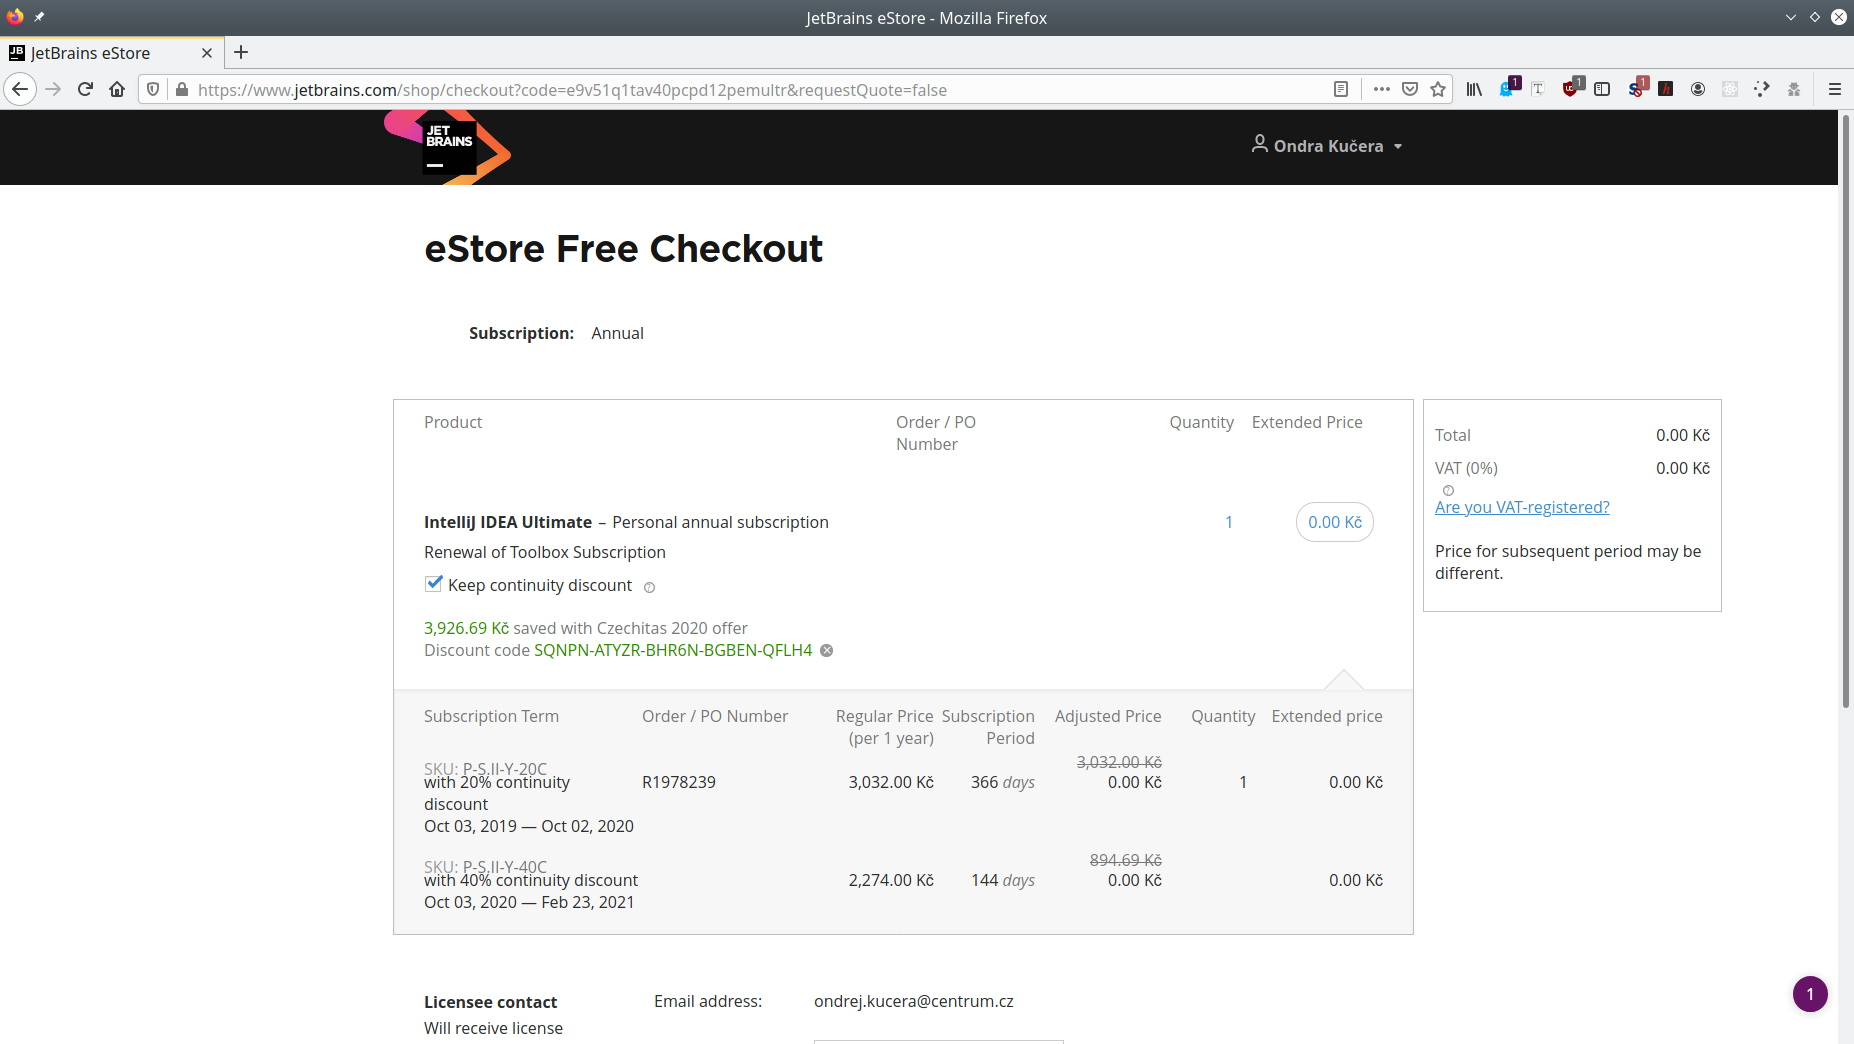 JetBrains eStore - Mozilla Firefox
JetBrains eStore
https://www.jetbrains.com/shop/checkout?code=e9v51q1tav40pcpd12pemultr&requestQuote=false
1
1
1
JET
BRAINS
Ondra Kučera
eStore Free Checkout
Subscription: Annual
Product Order / PO Number Quantity Extended Price
IntelliJ IDEA Ultimate – Personal annual subscription 1 0.00 Kč
Renewal of Toolbox Subscription
Keep continuity discount ?
3,926.69 Kč saved with Czechitas 2020 offer
Discount code SQNPN-ATYZR-BHR6N-BGBEN-QFLH4
Total 0.00 Kč
VAT (0%) 0.00 Kč
?
Are you VAT-registered?
Price for subsequent period may be
different.
Subscription Term Order / PO Number Regular Price (per 1 year) Subscription Period Adjusted Price Quantity Extended price
SKU: P-S.II-Y-20C 3,032.00 Kč
with 20% continuity R1978239 3,032.00 Kč 366 days 0.00 Kč 1 0.00 Kč
discount
Oct 03, 2019 — Oct 02, 2020
SKU: P-S.II-Y-40C 894.69 Kč
with 40% continuity discount 2,274.00 Kč 144 days 0.00 Kč 0.00 Kč
Oct 03, 2020 — Feb 23, 2021
Licensee contact Email address: ondrej.kucera@centrum.cz
Will receive license
1